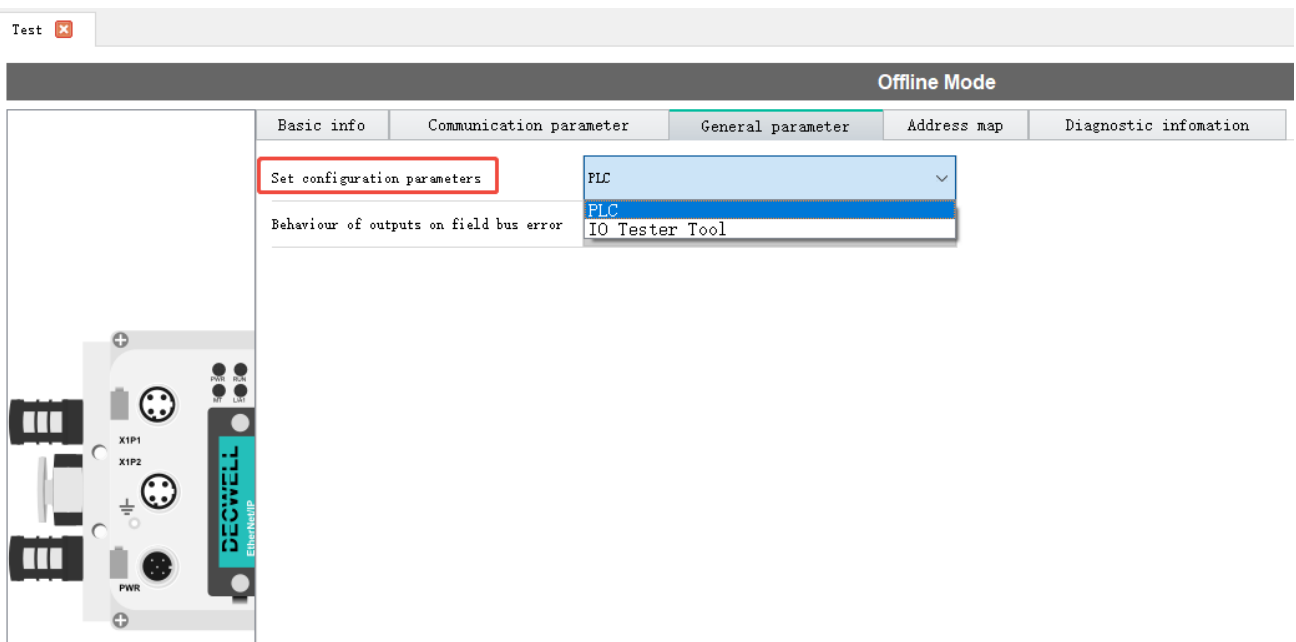 Test
Offline Mode
Basic info
Communication parameter
General parameter
Address map
Diagnostic infomation
Set configuration parameters
PLC
PLC
IO Tester Tool
Behaviour of outputs on field bus error
PWR RUN
MT
X1P1
X1P2
DECWELL
EtherNet/IP
PWR